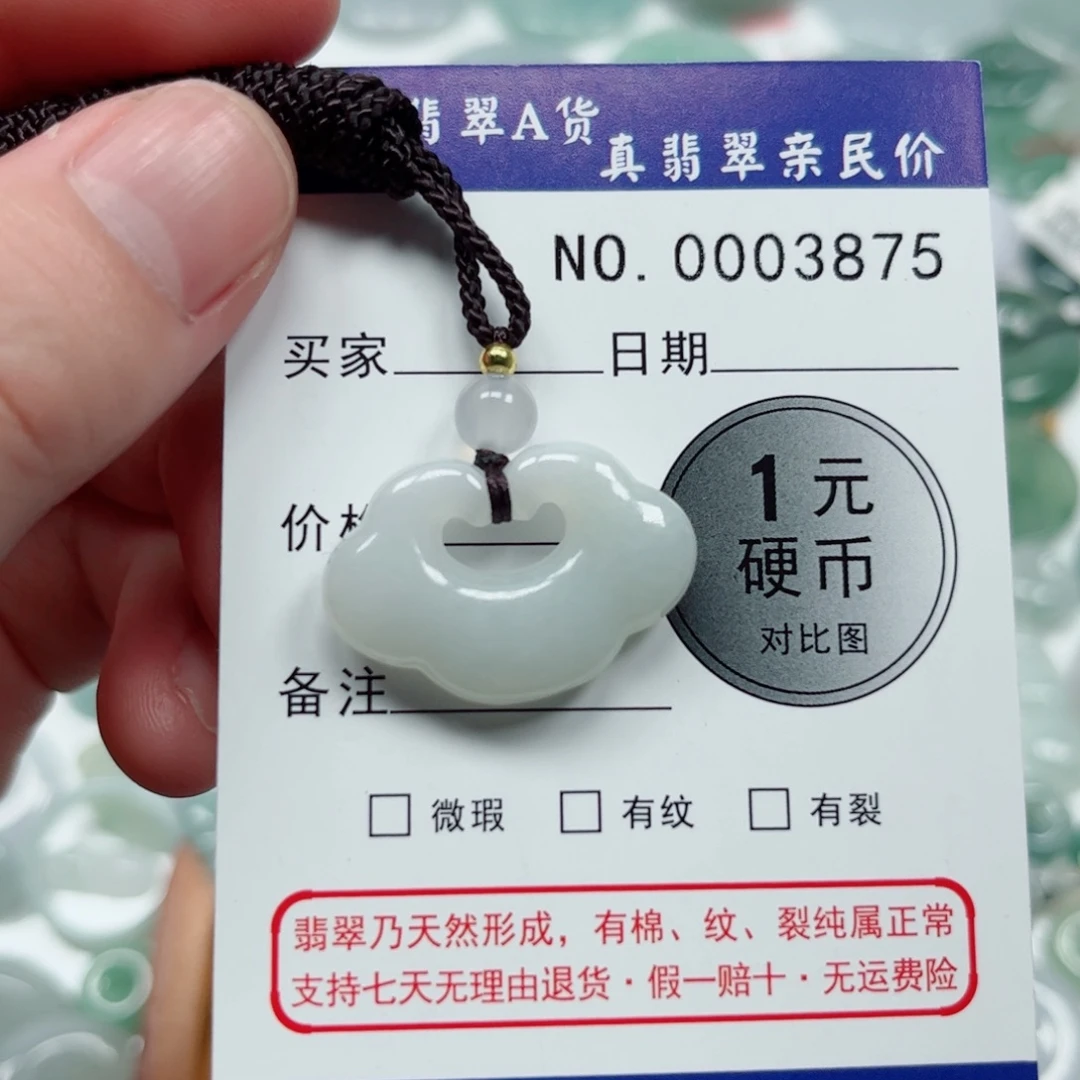 翡翠A货
真翡翠亲民价
NO. 0003875
买家 日期
1元
硬币
对比图
价格
备注
□ 微瑕 □ 有纹 □ 有裂
翡翠乃天然形成，有棉、纹、裂纯属正常
支持七天无理由退货·假一赔十·无运费险